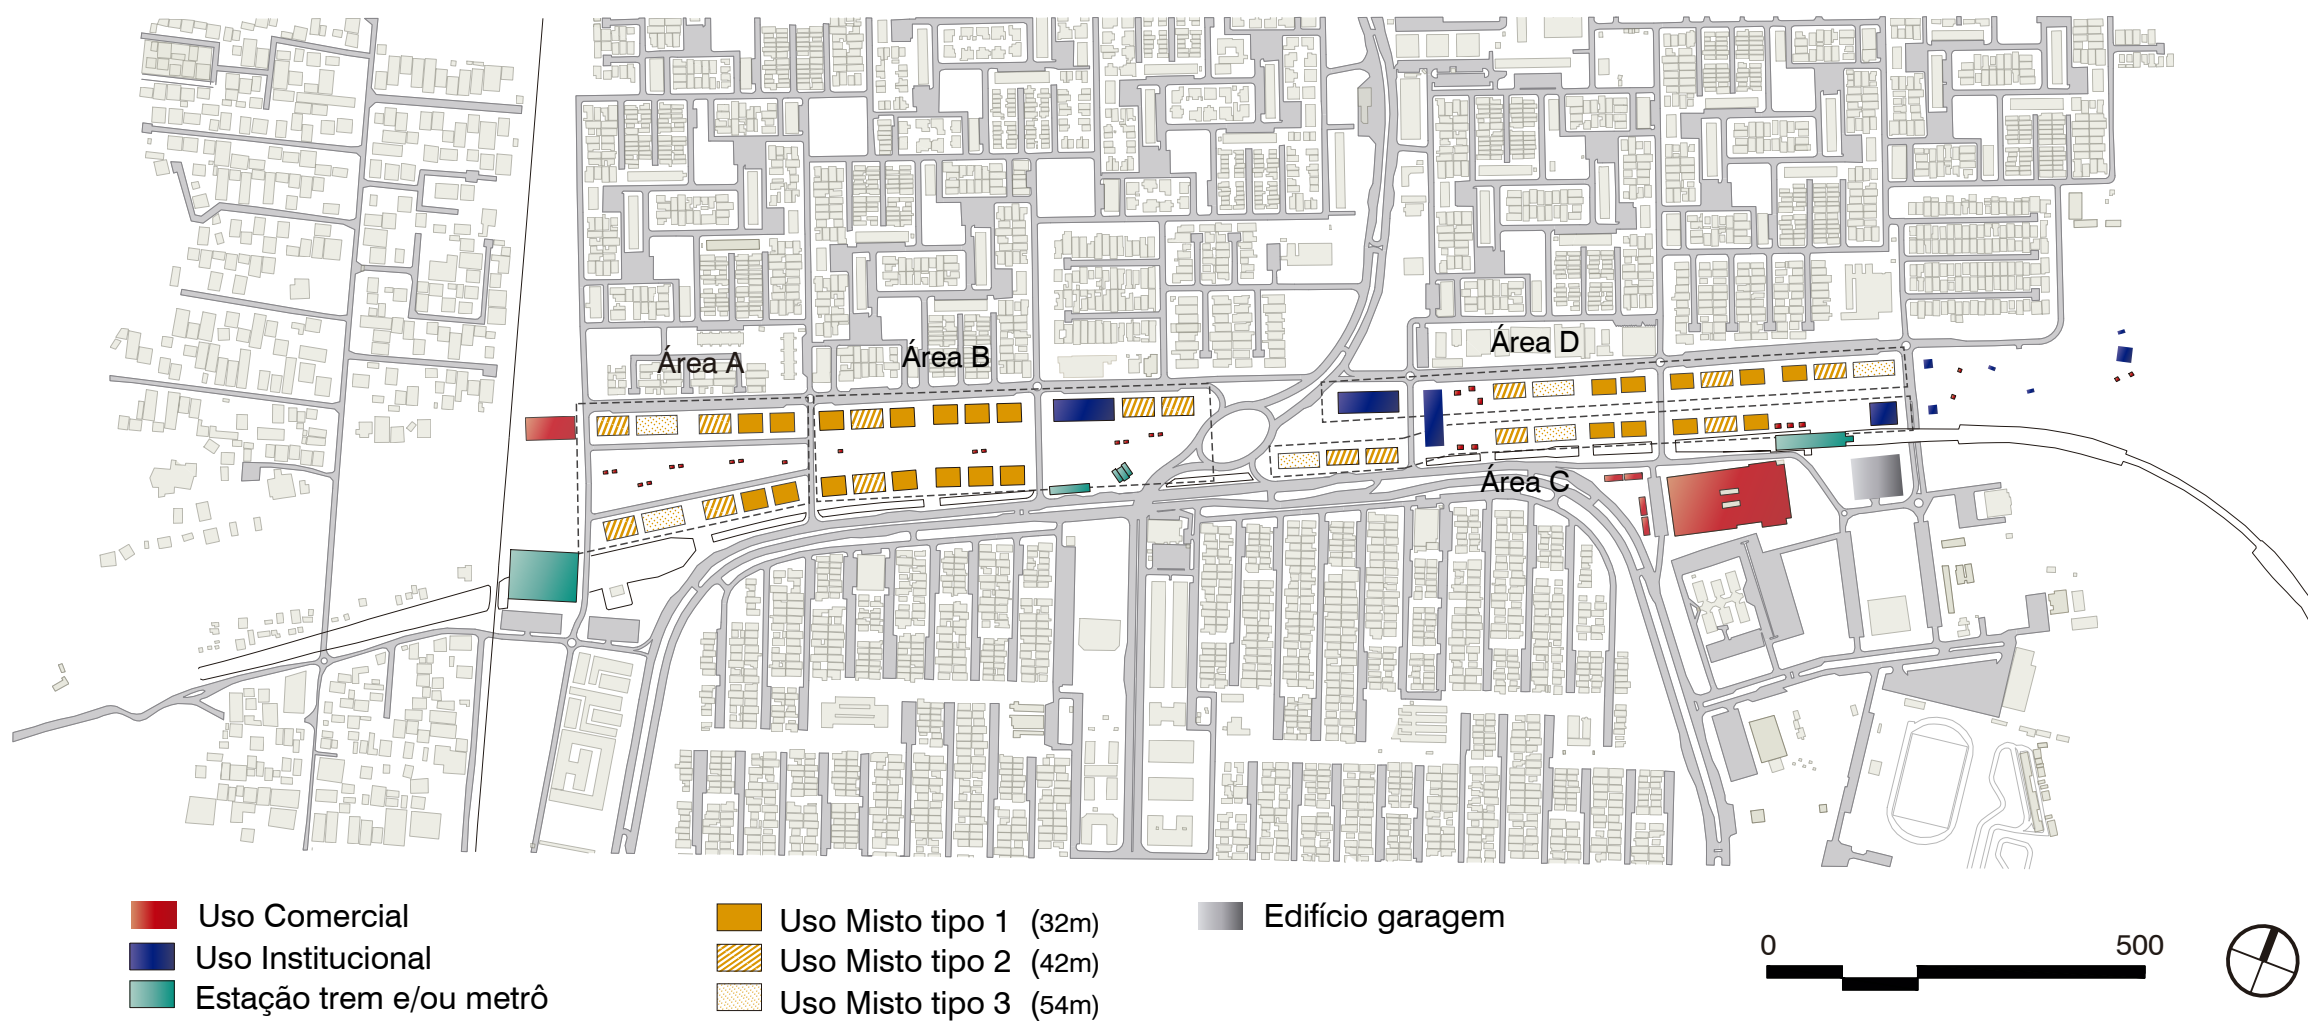 Área A
Área B
Área D
Área C
Uso Comercial
Uso Institucional
Estação trem e/ou metrô
Uso Misto tipo 1 (32m)
Uso Misto tipo 2 (42m)
Uso Misto tipo 3 (54m)
Edifício garagem
0 500